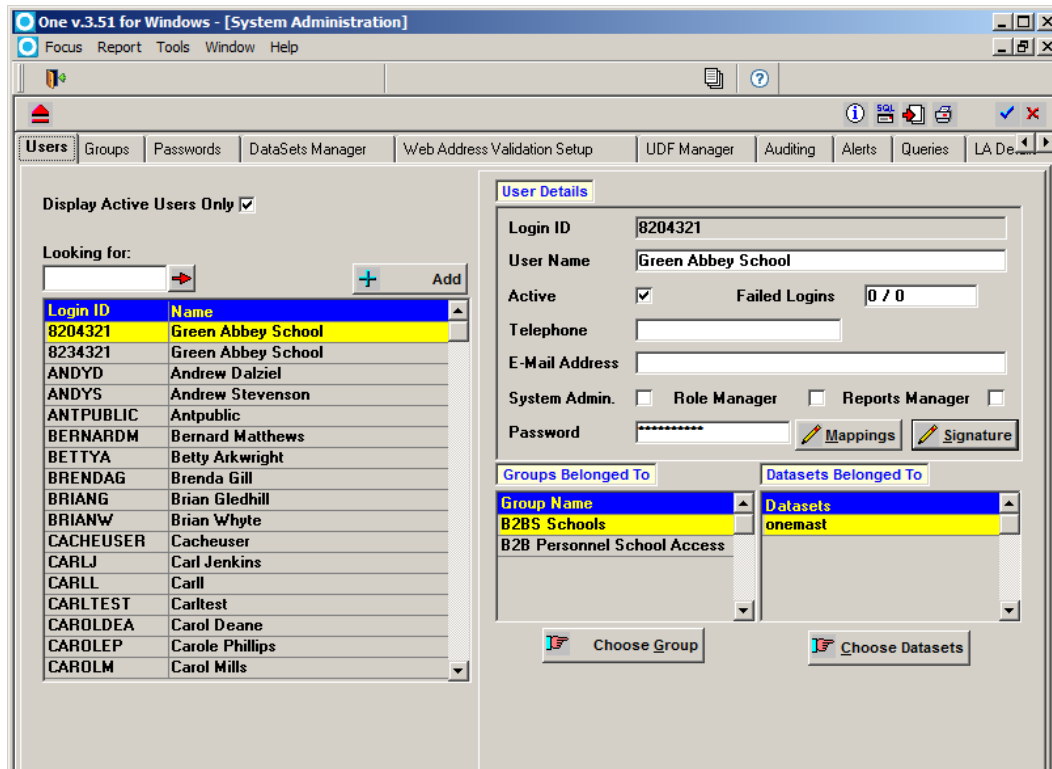 One v.3.51 for Windows - [System Administration]
Focus Report Tools Window Help
SQL
Users Groups Passwords DataSets Manager Web Address Validation Setup UDF Manager Auditing Alerts Queries
Display Active Users Only
Looking for:
Add
Login ID Name
8204321 Green Abbey School
8234321 Green Abbey School
ANDYD Andrew Dalziel
ANDYS Andrew Stevenson
ANTPUBLIC Antpublic
BERNARDM Bernard Matthews
BETTYA Betty Arkwright
BRENDAG Brenda Gill
BRIANG Brian Gledhill
BRIANW Brian Whyte
CACHEUSER Cacheuser
CARLJ Carl Jenkins
CARLL Carll
CARLTEST Carltest
CAROLDEA Carol Deane
CAROLEP Carole Phillips
CAROLM Carol Mills
User Details
Login ID 8204321
User Name Green Abbey School
Active Failed Logins 0 / 0
Telephone
E-Mail Address
System Admin. Role Manager Reports Manager
Password ********** Mappings Signature
Groups Belonged To
Group Name
B2BS Schools
B2B Personnel School Access
Choose Group
Datasets Belonged To
Datasets
onemast
Choose Datasets